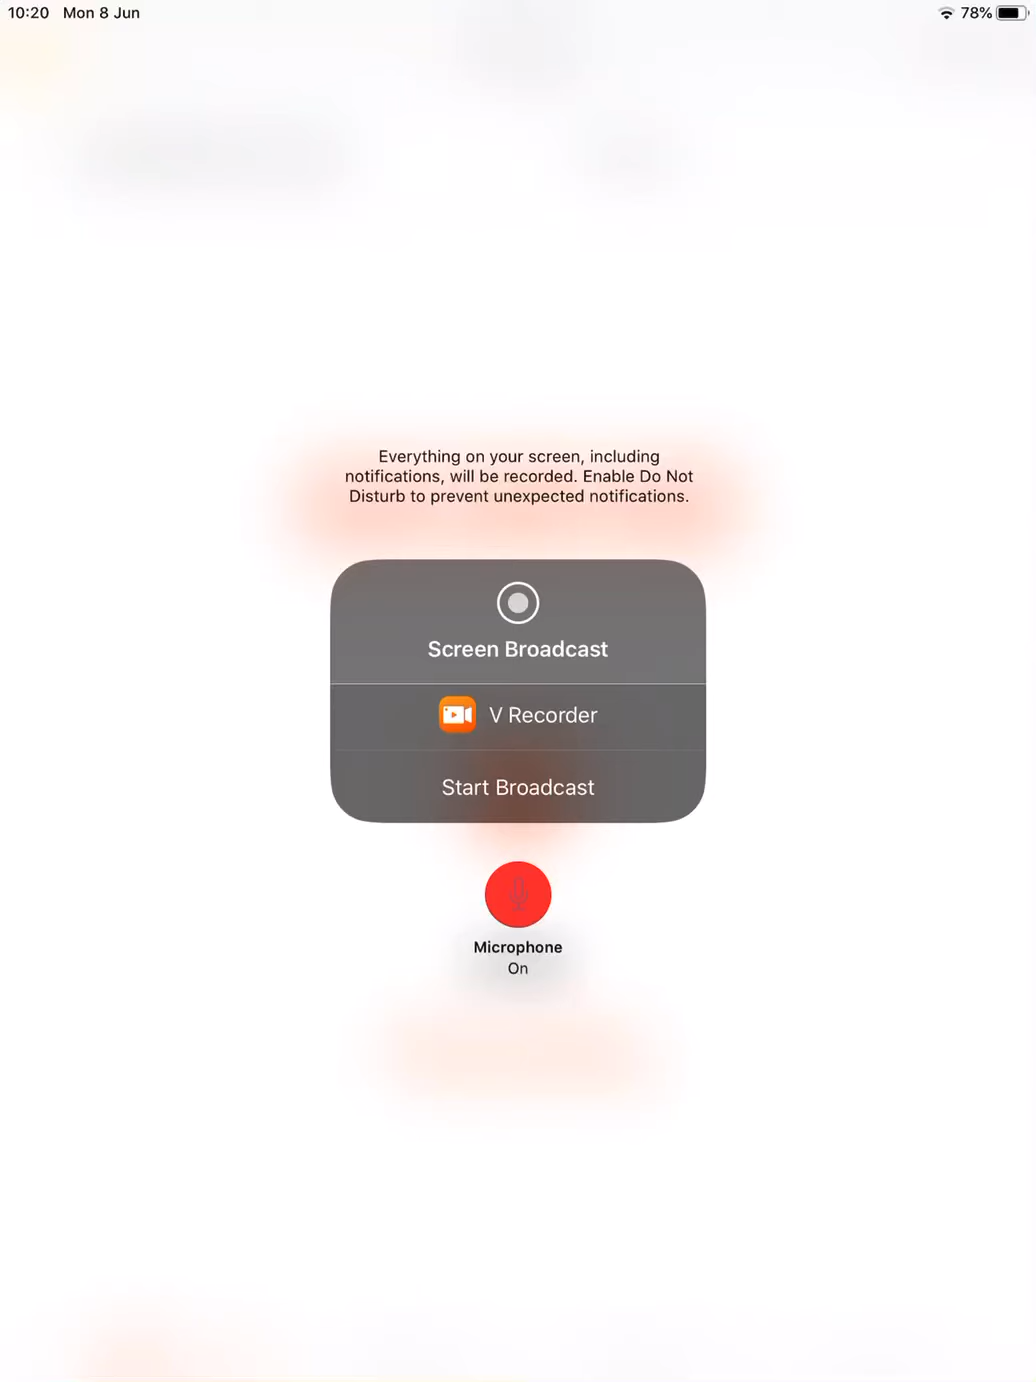 10:20 Mon 8 Jun 78%
Everything on your screen, including
notifications, will be recorded. Enable Do Not
Disturb to prevent unexpected notifications.
Screen Broadcast
V Recorder
Start Broadcast
Microphone
On